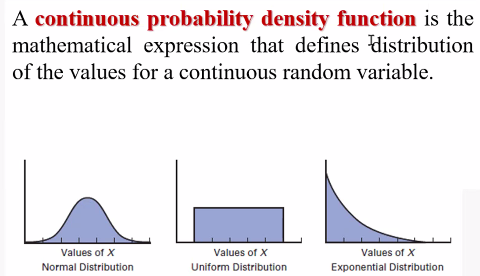 A continuous probability density function is the
mathematical expression that defines distribution
of the values for a continuous random variable.
Values of X
Normal Distribution
Values of X
Uniform Distribution
Values of X
Exponential Distribution